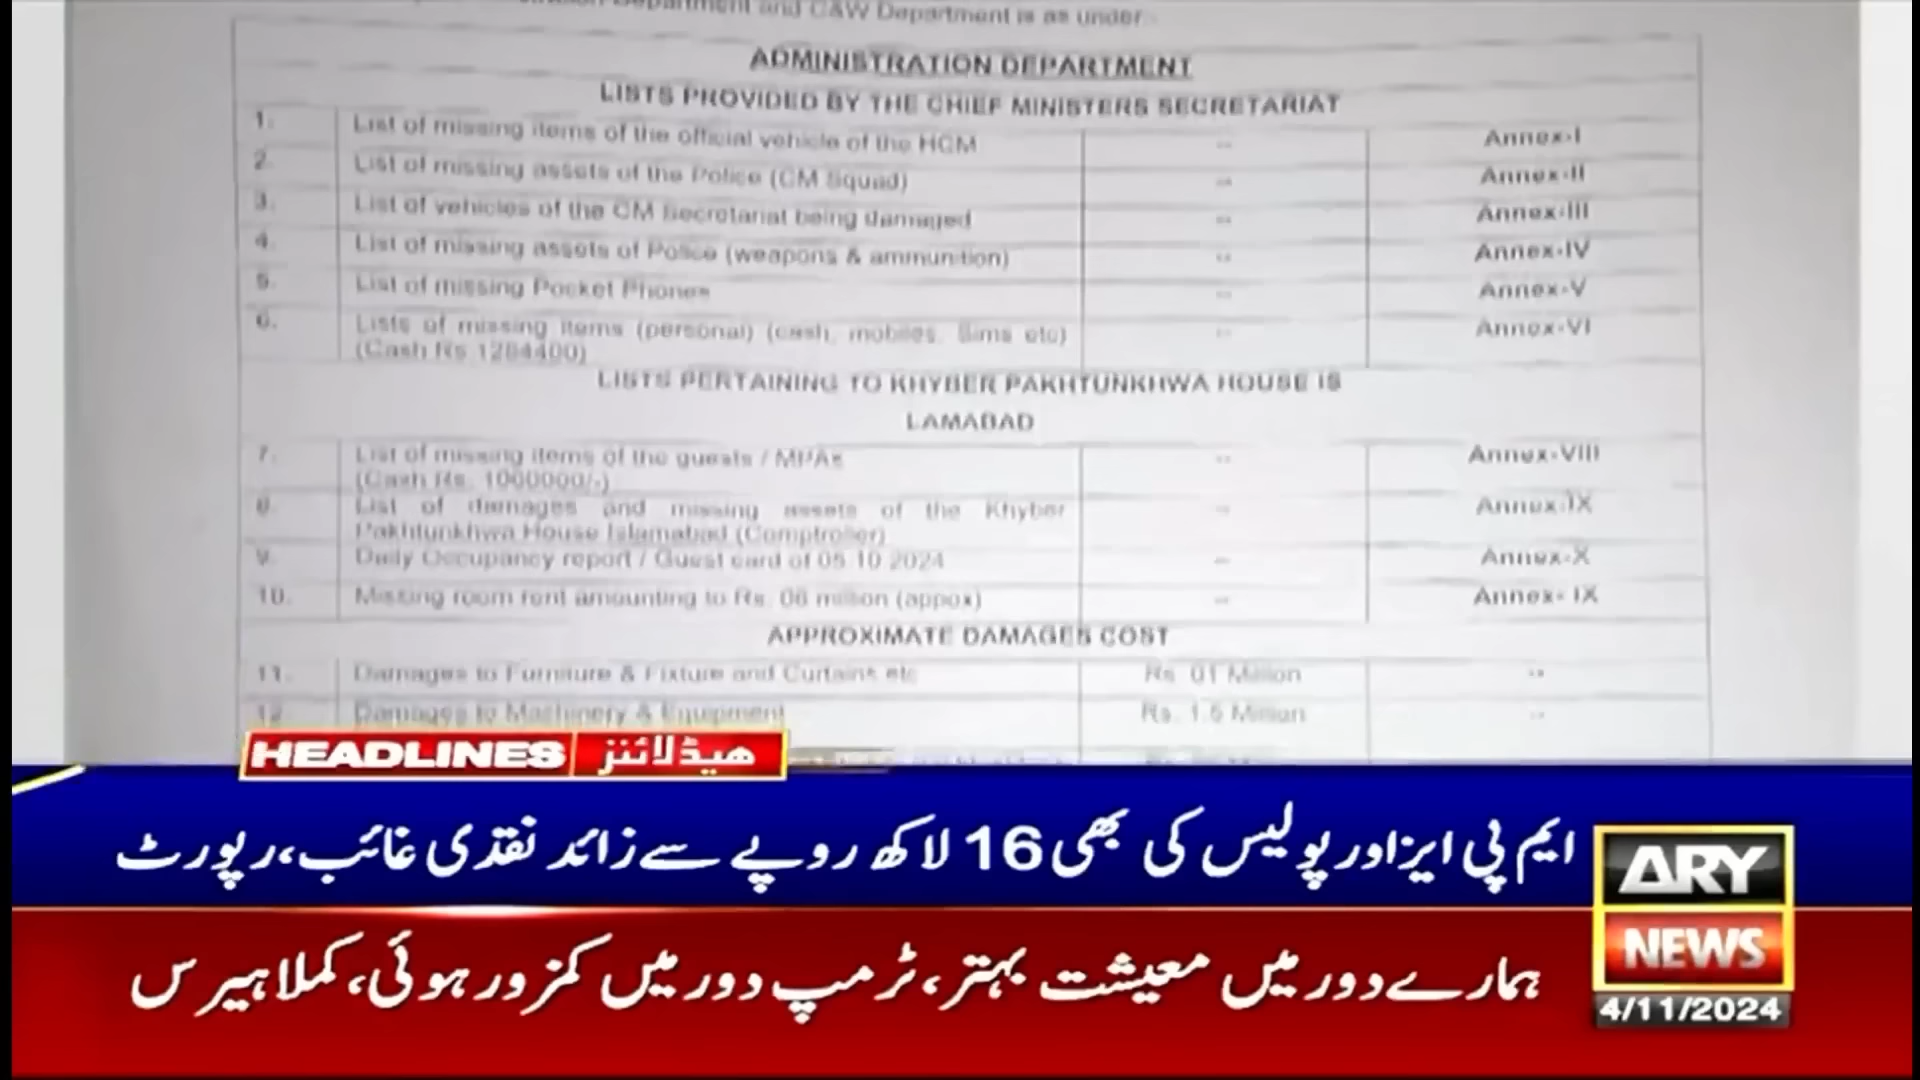 Department and C&W Department is as under:-
ADMINISTRATION DEPARTMENT
LISTS PROVIDED BY THE CHIEF MINISTERS SECRETARIAT
1. List of missing items of the official vehicle of the HCM -- Annex-I
2. List of missing assets of the Police (CM Squad) -- Annex-II
3. List of vehicles of the CM Secretariat being damaged -- Annex-III
4. List of missing assets of Police (weapons & ammunition) -- Annex-IV
5. List of missing Pocket Phones -- Annex-V
6. Lists of missing items (personal) (cash, mobiles, Sims etc) -- Annex-VI
(Cash Rs 1284400)
LISTS PERTAINING TO KHYBER PAKHTUNKHWA HOUSE IS
LAMABAD
7. List of missing items of the guests / MPAs -- Annex-VIII
(Cash Rs. 1000000/-)
8. List of damages and missing assets of the Khyber -- Annex-IX
Pakhtunkhwa House Islamabad (Comptroller)
9. Daily Occupancy report / Guest card of 05 10 2024 -- Annex-X
10. Missing room rent amounting to Rs. 06 million (appox) -- Annex- IX
APPROXIMATE DAMAGES COST
11. Damages to Furniture & Fixture and Curtains etc Rs. 01 Million --
12. Damages to Machinery & Equipment Rs. 1.5 Million --
HEADLINES ہیڈلائنز
ایم پی ایز اور پولیس کی بھی 16 لاکھ روپے سے زائد نقدی غائب، رپورٹ
ہمارے دور میں معیشت بہتر، ٹرمپ دور میں کمزور ہوئی، کملا ہیرس
ARY
NEWS
4/11/2024